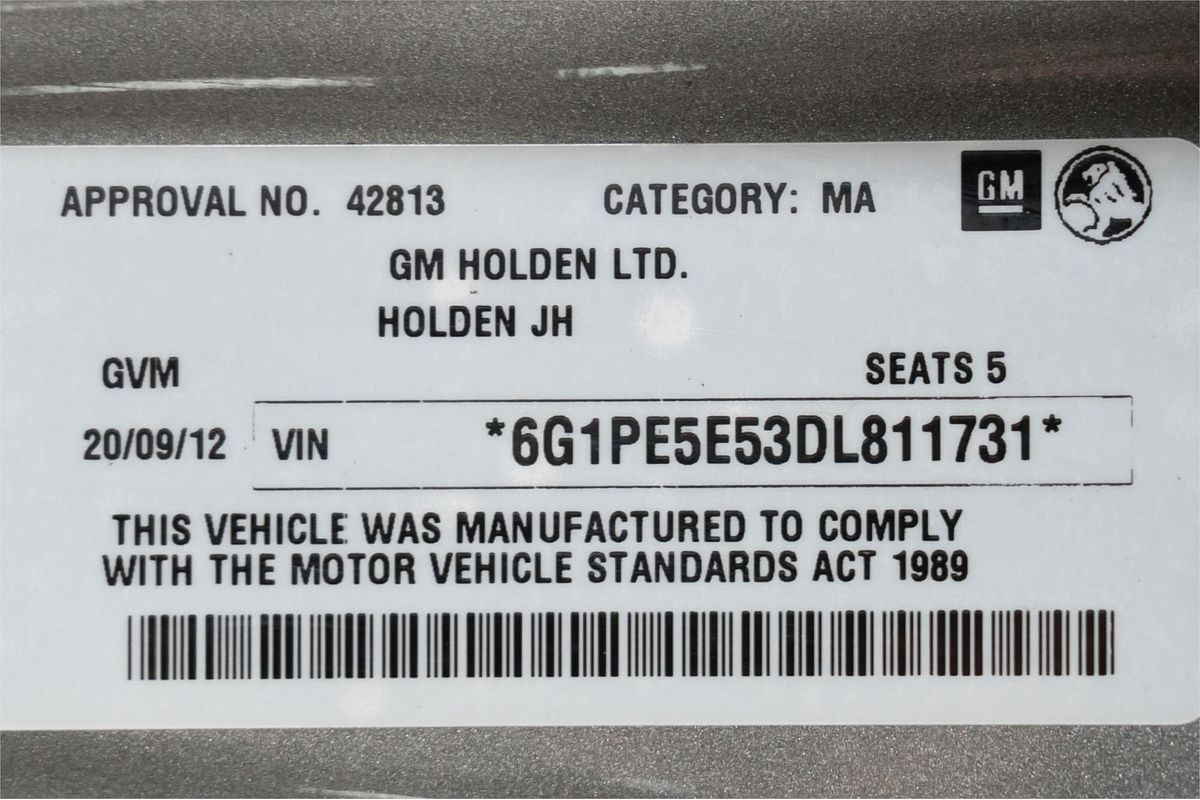 APPROVAL NO. 42813 CATEGORY: MA GM
GM HOLDEN LTD.
HOLDEN JH
GVM SEATS 5
20/09/12 VIN *6G1PE5E53DL811731*
THIS VEHICLE WAS MANUFACTURED TO COMPLY
WITH THE MOTOR VEHICLE STANDARDS ACT 1989